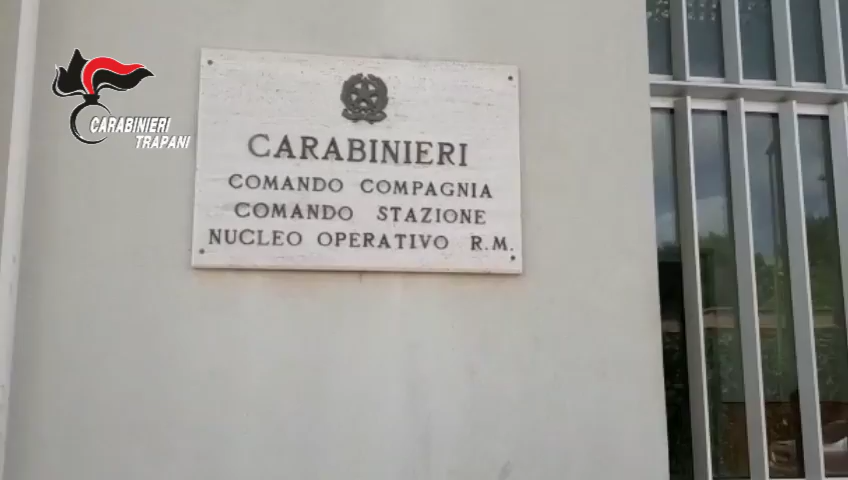 CARABINIERI
TRAPANI
CARABINIERI
COMANDO COMPAGNIA
COMANDO STAZIONE
NUCLEO OPERATIVO R.M.